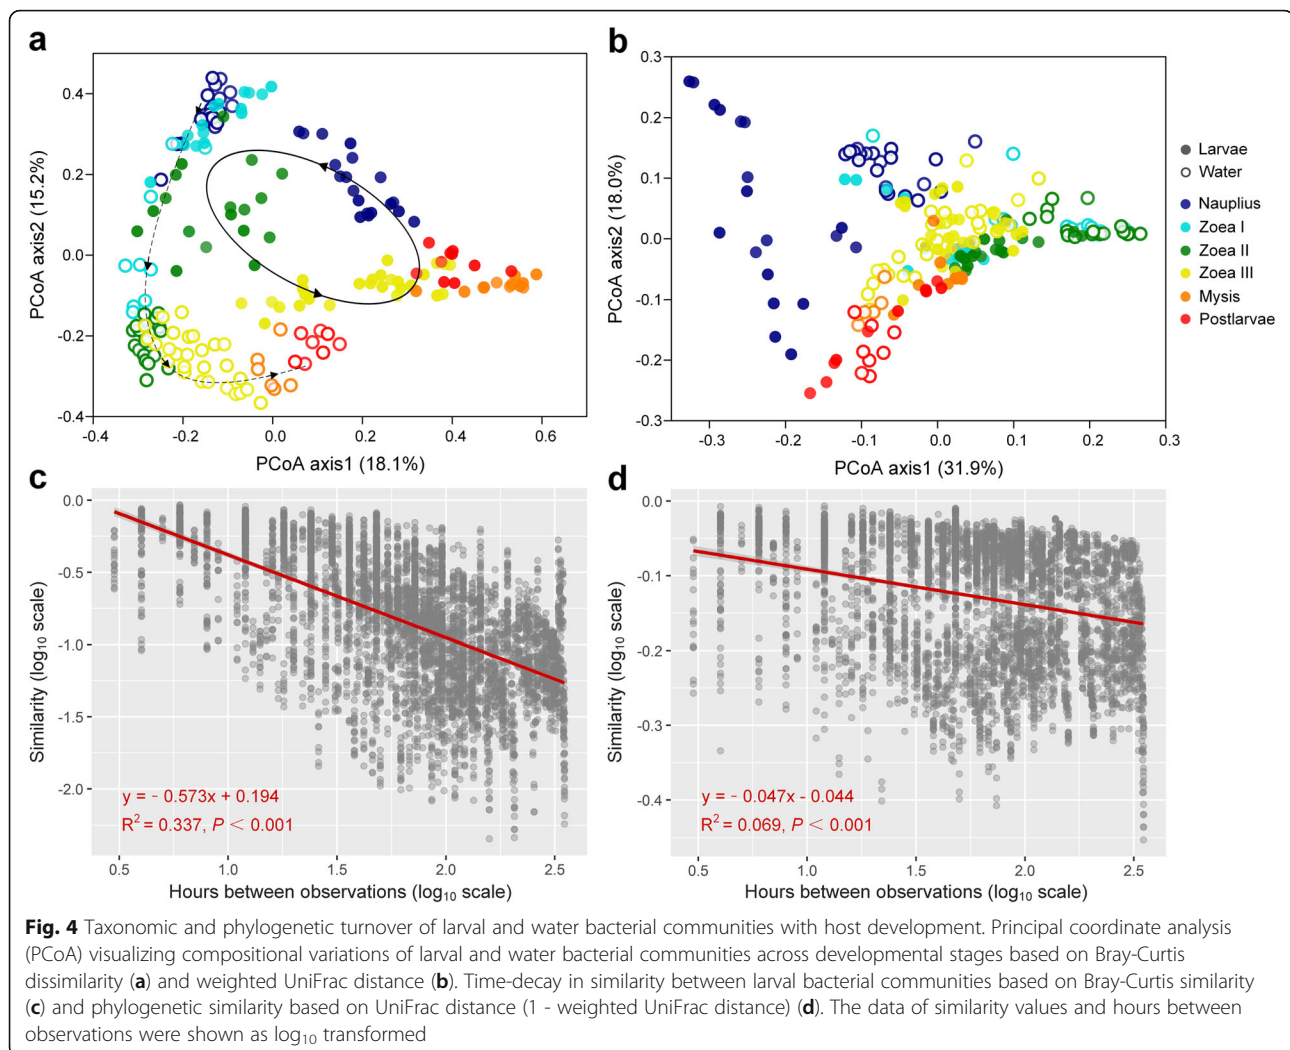 a
0.4
0.2
0.0
-0.2
-0.4
-0.4
-0.2
0.0
0.2
0.4
0.6
PCoA axis2 (15.2%)
PCoA axis1 (18.1%)
b
0.3
0.2
0.1
0.0
-0.1
-0.2
-0.3
-0.3
-0.2
-0.1
0.0
0.1
0.2
0.3
PCoA axis2 (18.0%)
PCoA axis1 (31.9%)
Larvae
Water
Nauplius
Zoea I
Zoea II
Zoea III
Mysis
Postlarvae
c
0.0
-0.5
-1.0
-1.5
-2.0
Similarity (log₁₀ scale)
y = - 0.573x + 0.194
R² = 0.337, P < 0.001
0.5
1.0
1.5
2.0
2.5
Hours between observations (log₁₀ scale)
d
0.0
-0.1
-0.2
-0.3
-0.4
Similarity (log₁₀ scale)
y = - 0.047x - 0.044
R² = 0.069, P < 0.001
0.5
1.0
1.5
2.0
2.5
Hours between observations (log₁₀ scale)
Fig. 4 Taxonomic and phylogenetic turnover of larval and water bacterial communities with host development. Principal coordinate analysis
(PCoA) visualizing compositional variations of larval and water bacterial communities across developmental stages based on Bray-Curtis
dissimilarity (a) and weighted UniFrac distance (b). Time-decay in similarity between larval bacterial communities based on Bray-Curtis similarity
(c) and phylogenetic similarity based on UniFrac distance (1 - weighted UniFrac distance) (d). The data of similarity values and hours between
observations were shown as log₁₀ transformed